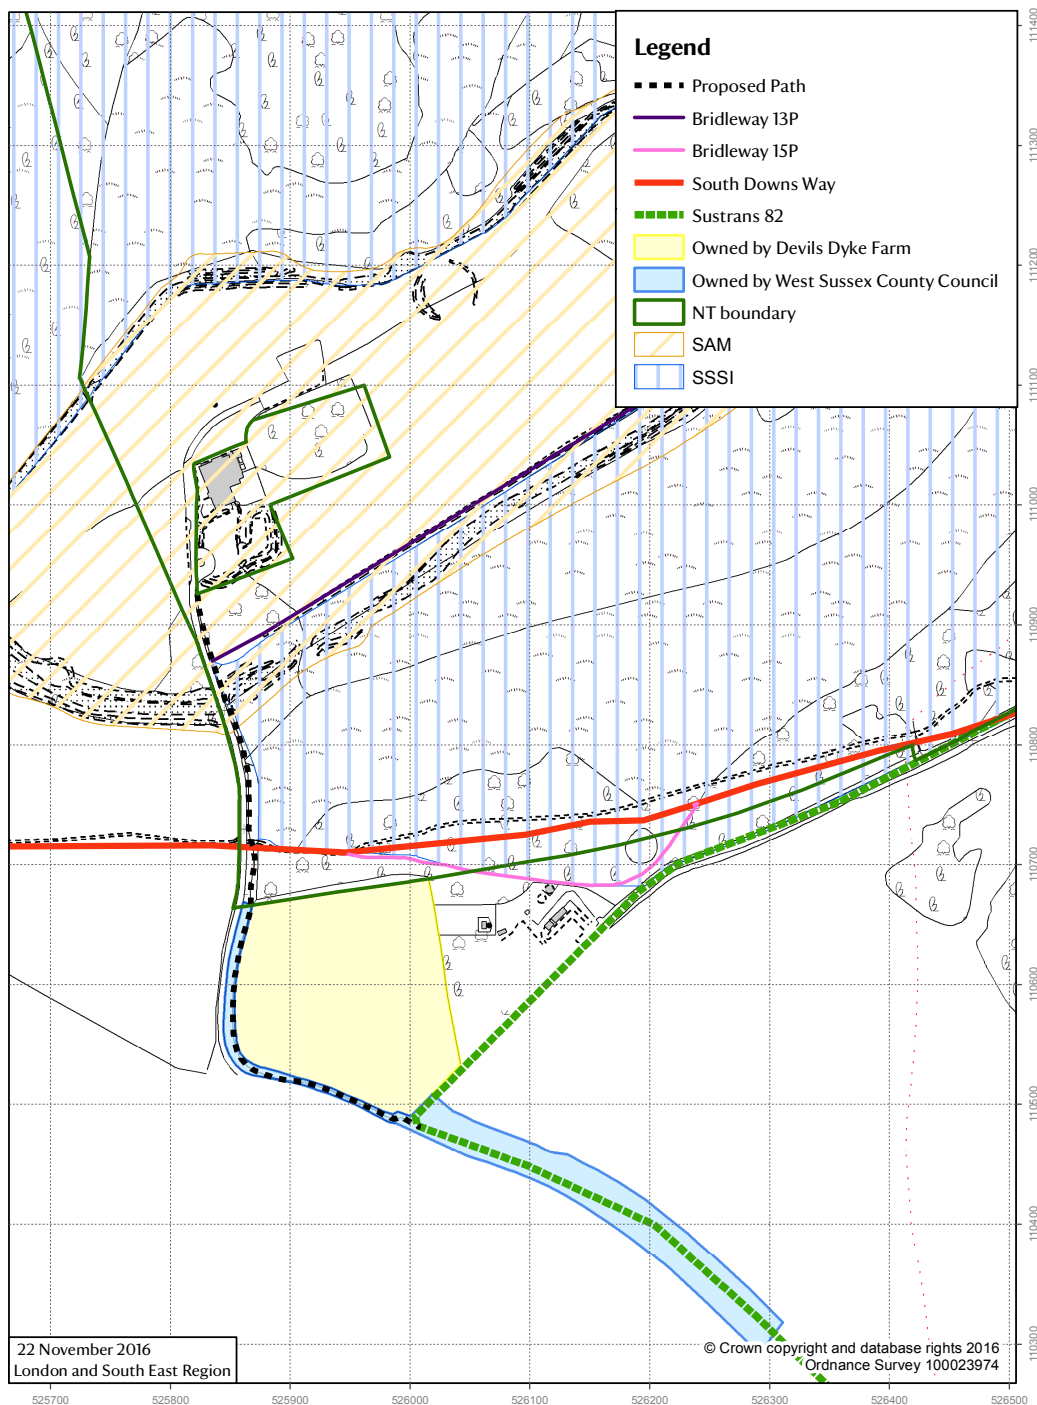 Legend
Proposed Path
Bridleway 13P
Bridleway 15P
South Downs Way
Sustrans 82
Owned by Devils Dyke Farm
Owned by West Sussex County Council
NT boundary
SAM
SSSI
111400
111300
111200
111100
111000
110900
110800
110700
110600
110500
110400
110300
22 November 2016
London and South East Region
© Crown copyright and database rights 2016
Ordnance Survey 100023974
525700 525800 525900 526000 526100 526200 526300 526400 526500